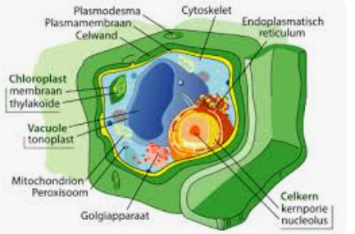 Plasmodesma
Plasmamembraan
Celwand
Cytoskelet
Endoplasmatisch
reticulum
Chloroplast
membraan
thylakoïde
Vacuole
tonoplast
Mitochondrion
Peroxisoom
Golgiapparaat
Celkern
kernporie
nucleolus